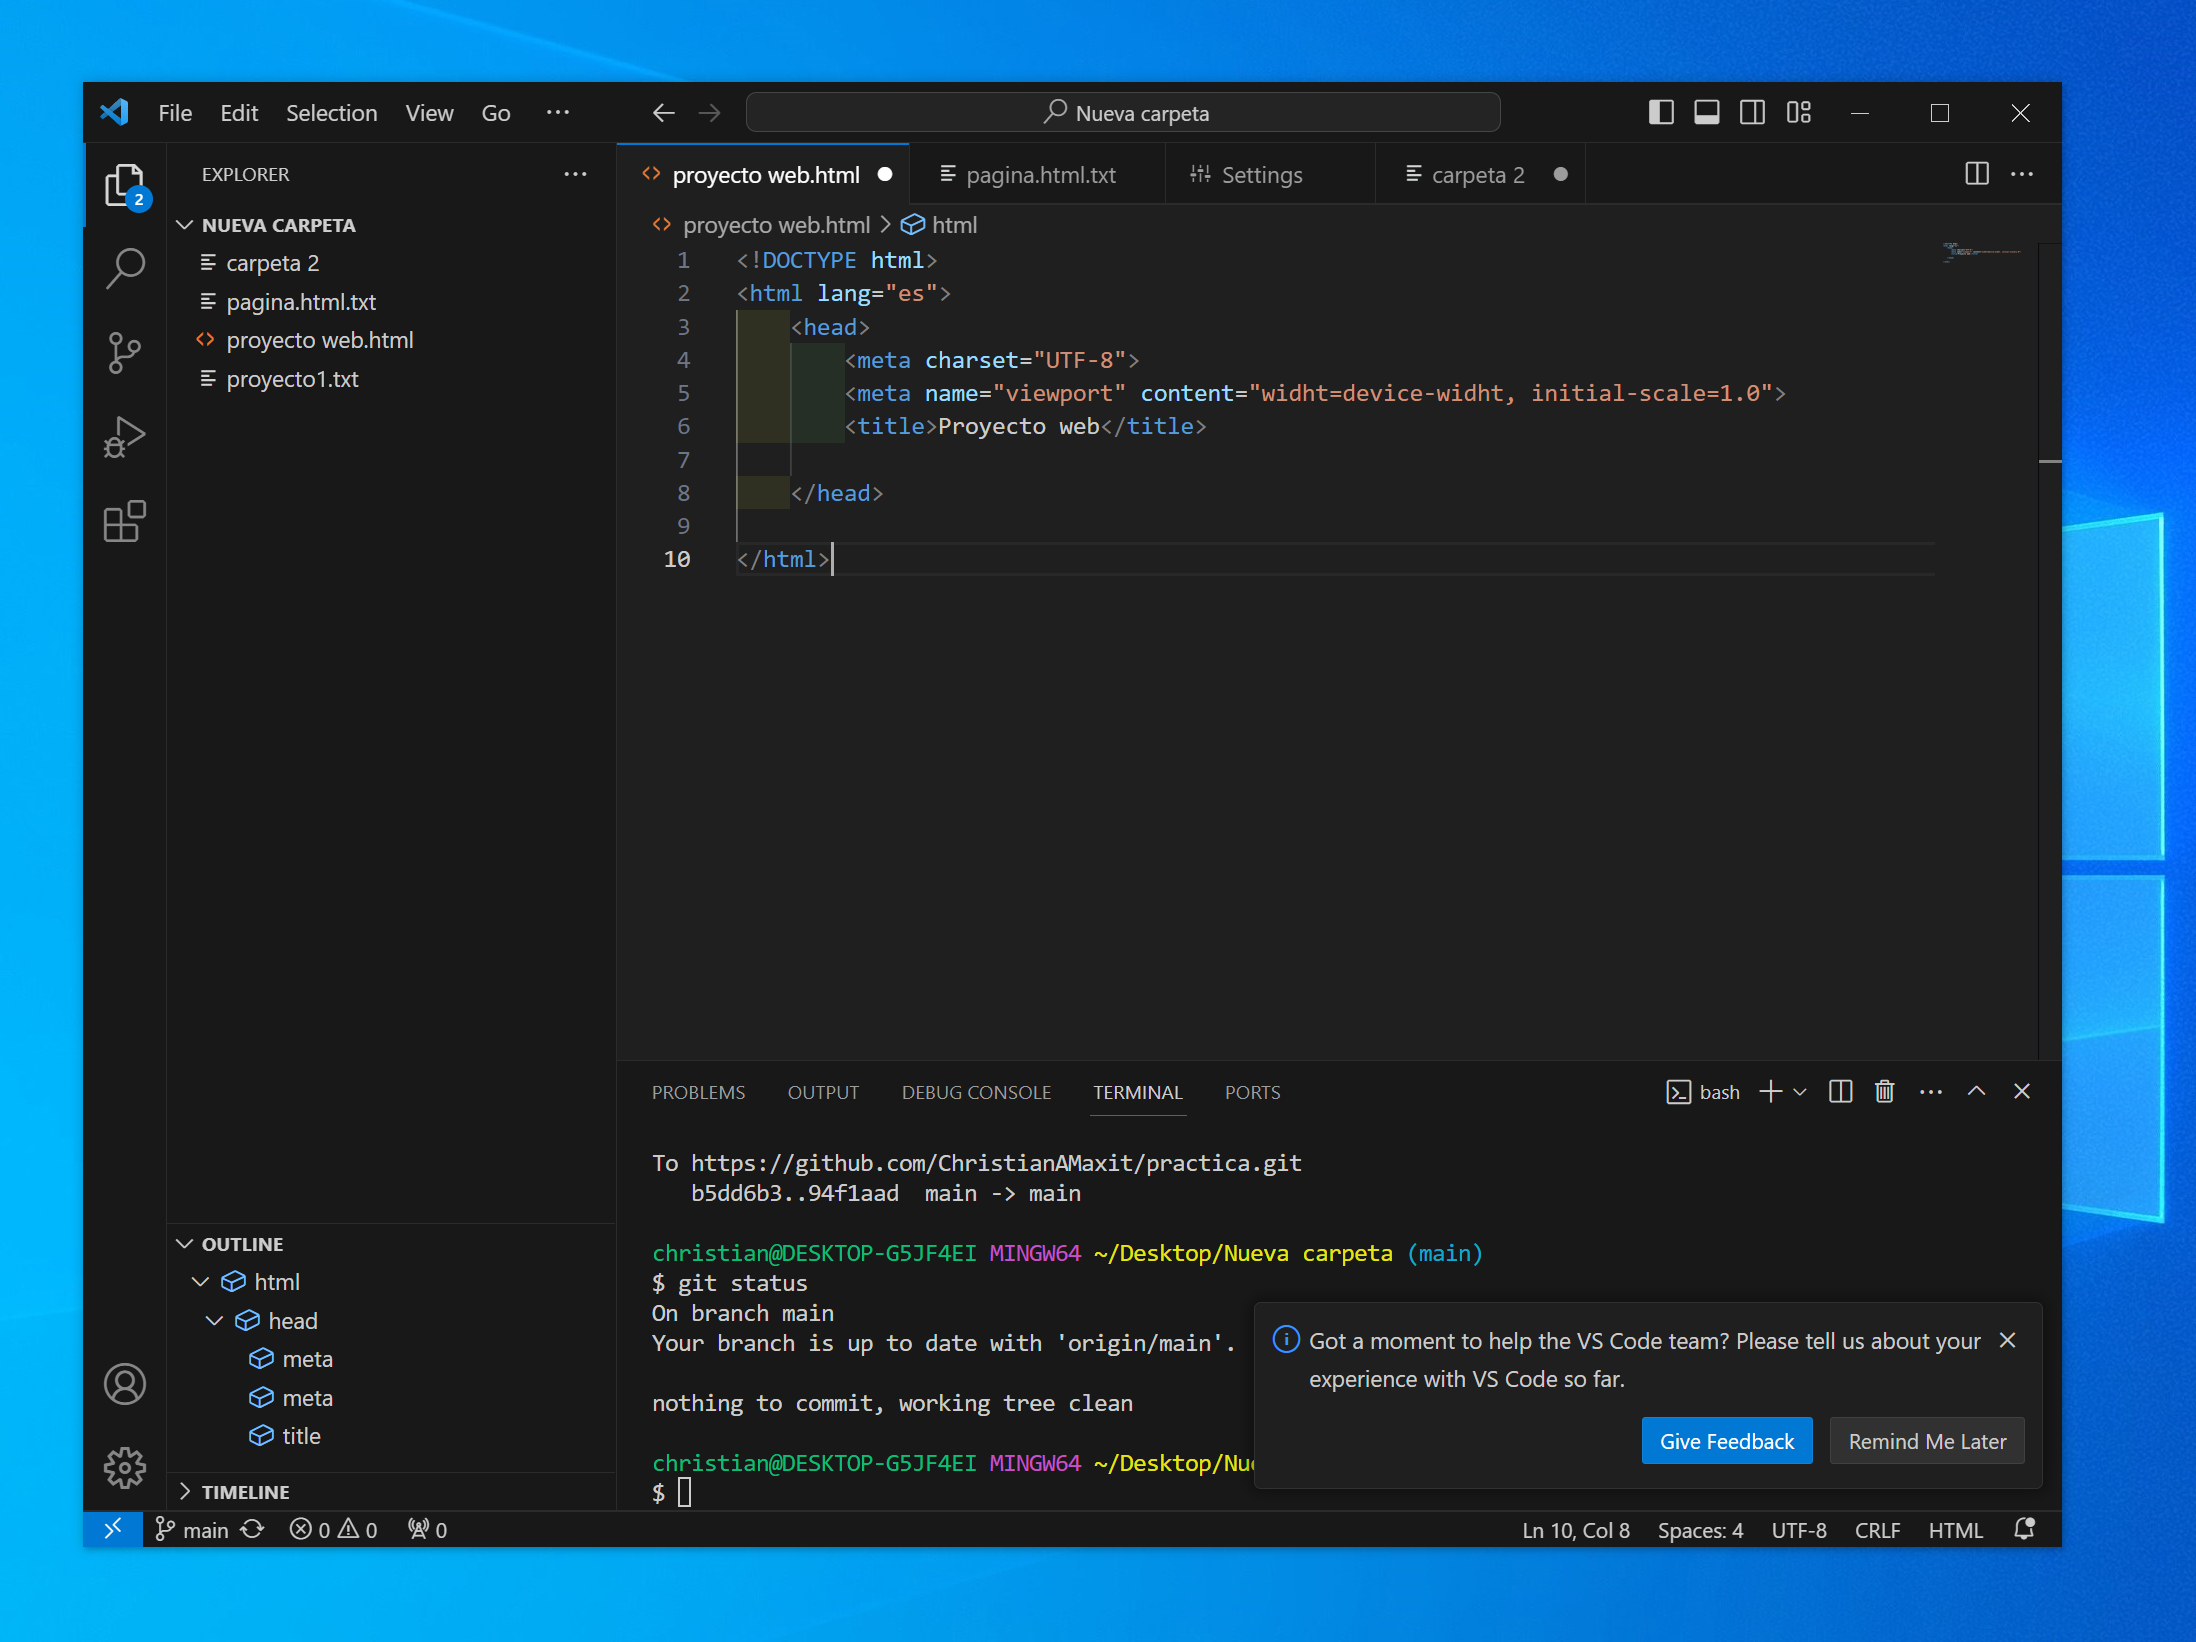 File Edit Selection View Go ···
Nueva carpeta
EXPLORER
2
NUEVA CARPETA
carpeta 2
pagina.html.txt
proyecto web.html
proyecto1.txt
OUTLINE
html
head
meta
meta
title
TIMELINE
proyecto web.html pagina.html.txt Settings carpeta 2
proyecto web.html > html
1 <!DOCTYPE html>
2 <html lang="es">
3 <head>
4 <meta charset="UTF-8">
5 <meta name="viewport" content="widht=device-widht, initial-scale=1.0">
6 <title>Proyecto web</title>
7
8 </head>
9
10 </html>
PROBLEMS OUTPUT DEBUG CONSOLE TERMINAL PORTS
bash
To https://github.com/ChristianAMaxit/practica.git
b5dd6b3..94f1aad main -> main
christian@DESKTOP-G5JF4EI MINGW64 ~/Desktop/Nueva carpeta (main)
$ git status
On branch main
Your branch is up to date with 'origin/main'.
nothing to commit, working tree clean
christian@DESKTOP-G5JF4EI MINGW64 ~/Desktop/Nu
$
Got a moment to help the VS Code team? Please tell us about your
experience with VS Code so far.
Give Feedback Remind Me Later
main 0 0 0
Ln 10, Col 8 Spaces: 4 UTF-8 CRLF HTML